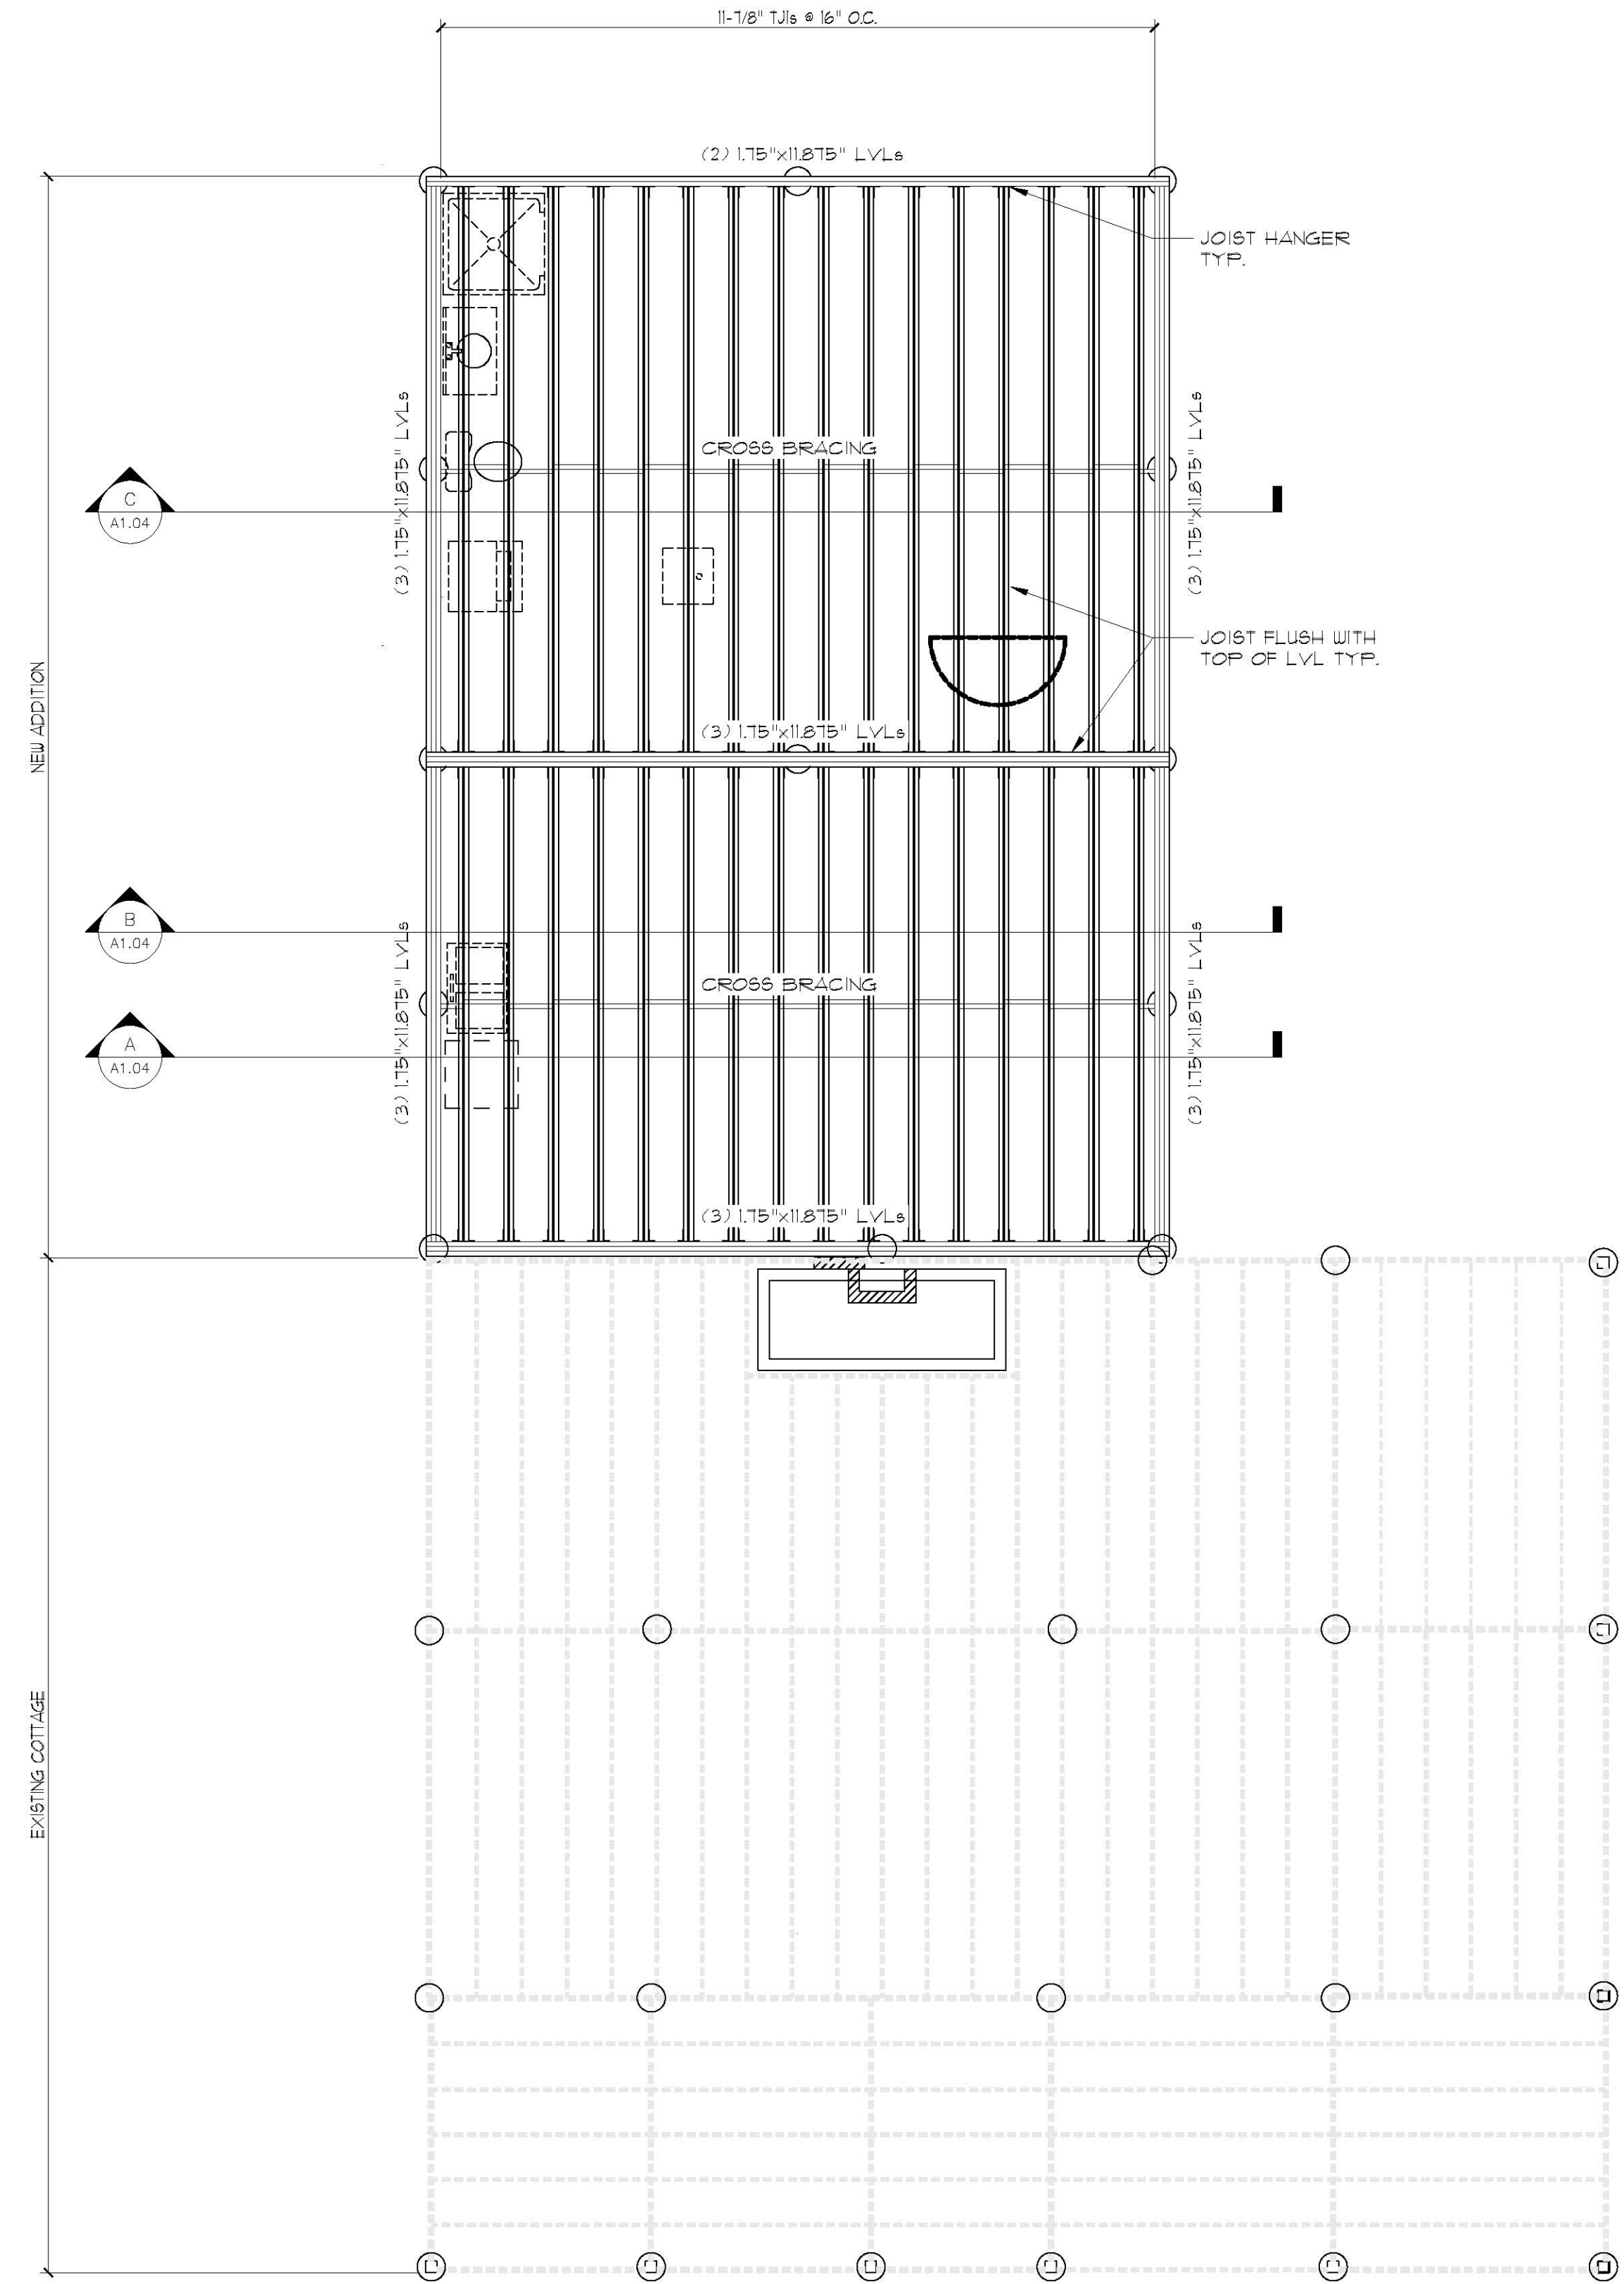 11-7/8" TJIs @ 16" O.C.
(2) 1.75"x11.875" LVLs
JOIST HANGER
TYP.
(3) 1.75"x11.875" LVLs
(3) 1.75"x11.875" LVLs
CROSS BRACING
C
A1.04
JOIST FLUSH WITH
TOP OF LVL TYP.
NEW ADDITION
(3) 1.75"x11.875" LVLs
B
A1.04
(3) 1.75"x11.875" LVLs
(3) 1.75"x11.875" LVLs
CROSS BRACING
A
A1.04
(3) 1.75"x11.875" LVLs
EXISTING COTTAGE